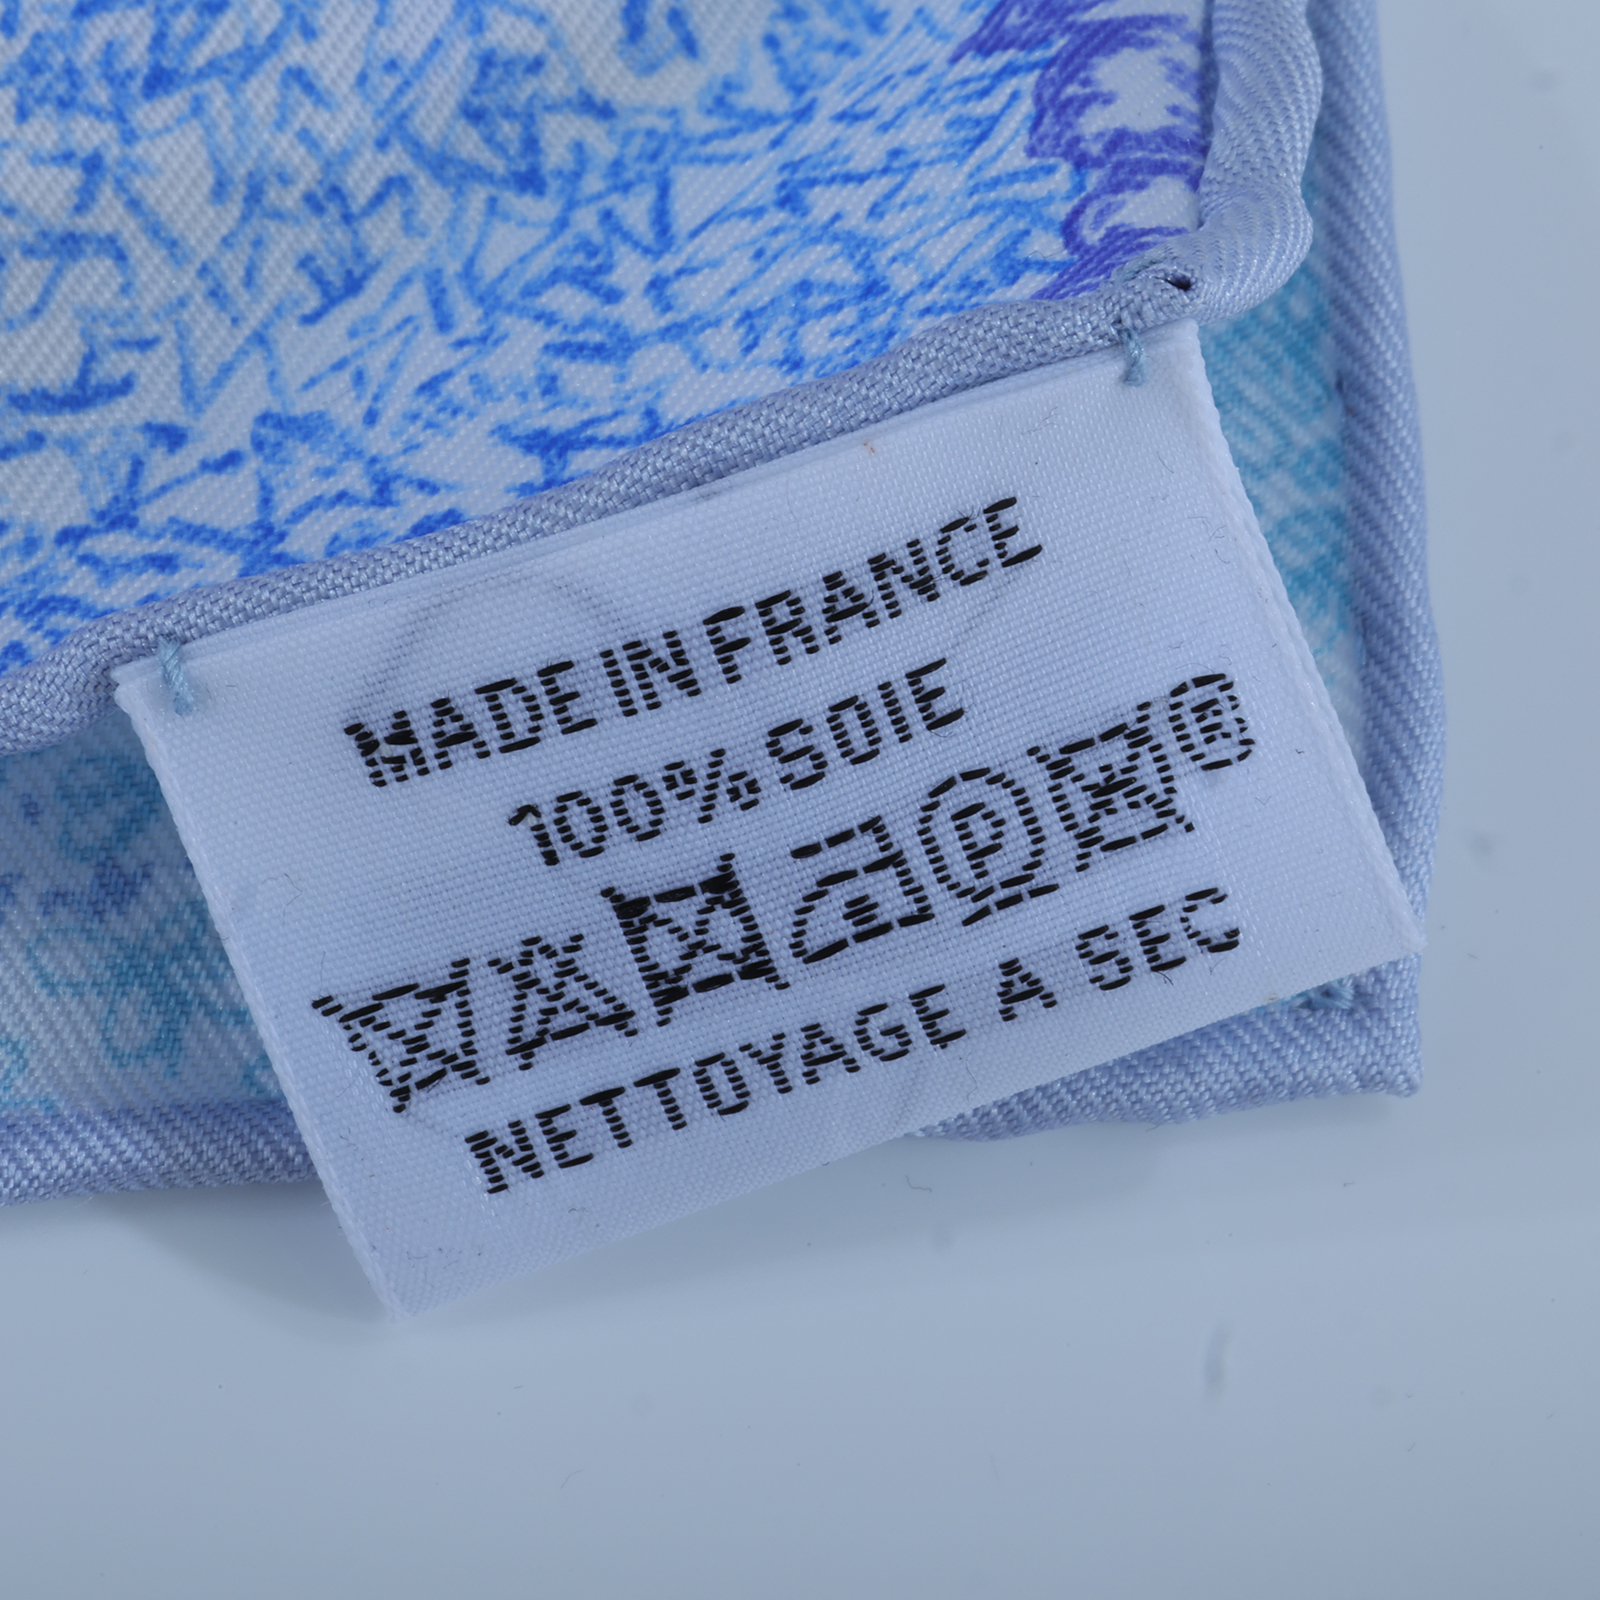 MADE IN FRANCE
100% SOIE
P ®
NETTOYAGE A SEC